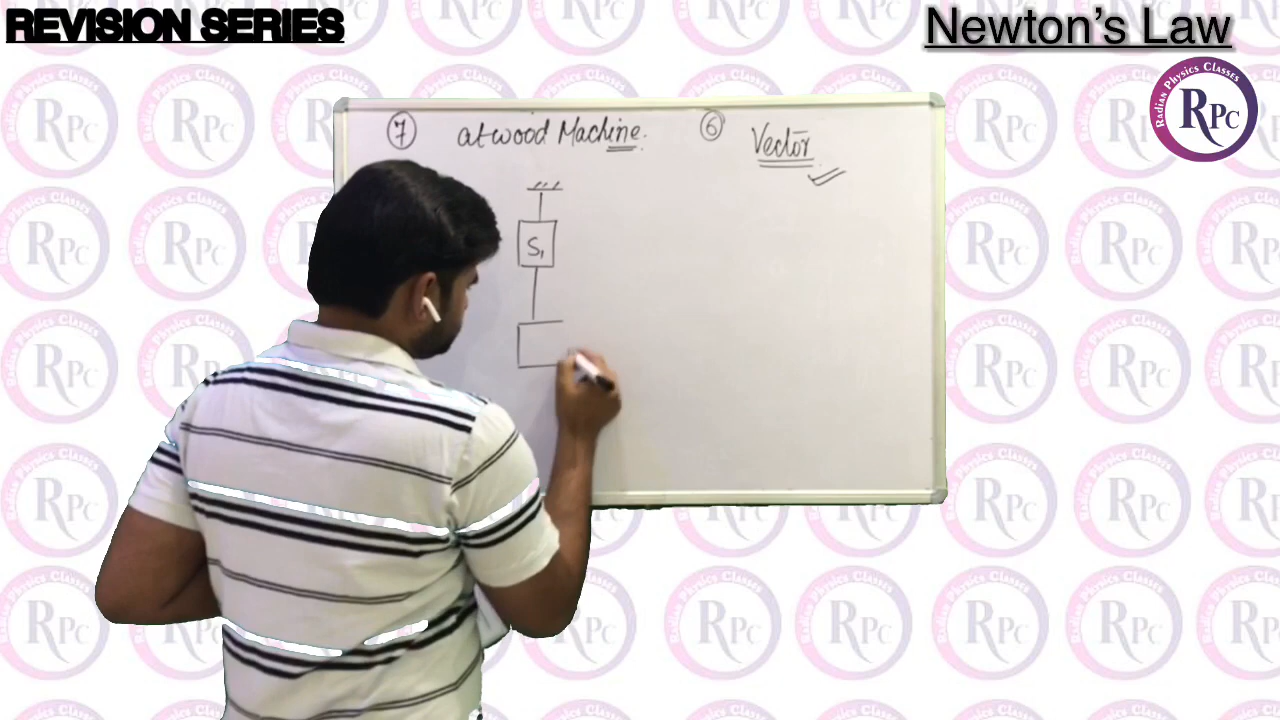 REVISION SERIES
Newton’s Law
Radian Physics Classes
RPC
⑦ atwood Machine.
⑥ Vector
S₁